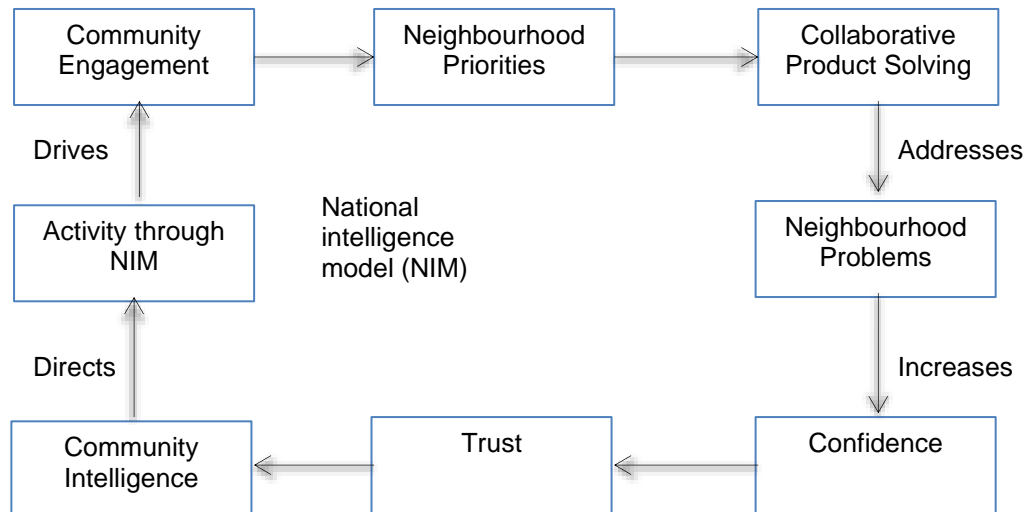 Community
Engagement
Neighbourhood
Priorities
Collaborative
Product Solving
Drives
Addresses
Activity through
NIM
National
intelligence
model (NIM)
Neighbourhood
Problems
Directs
Increases
Community
Intelligence
Trust
Confidence